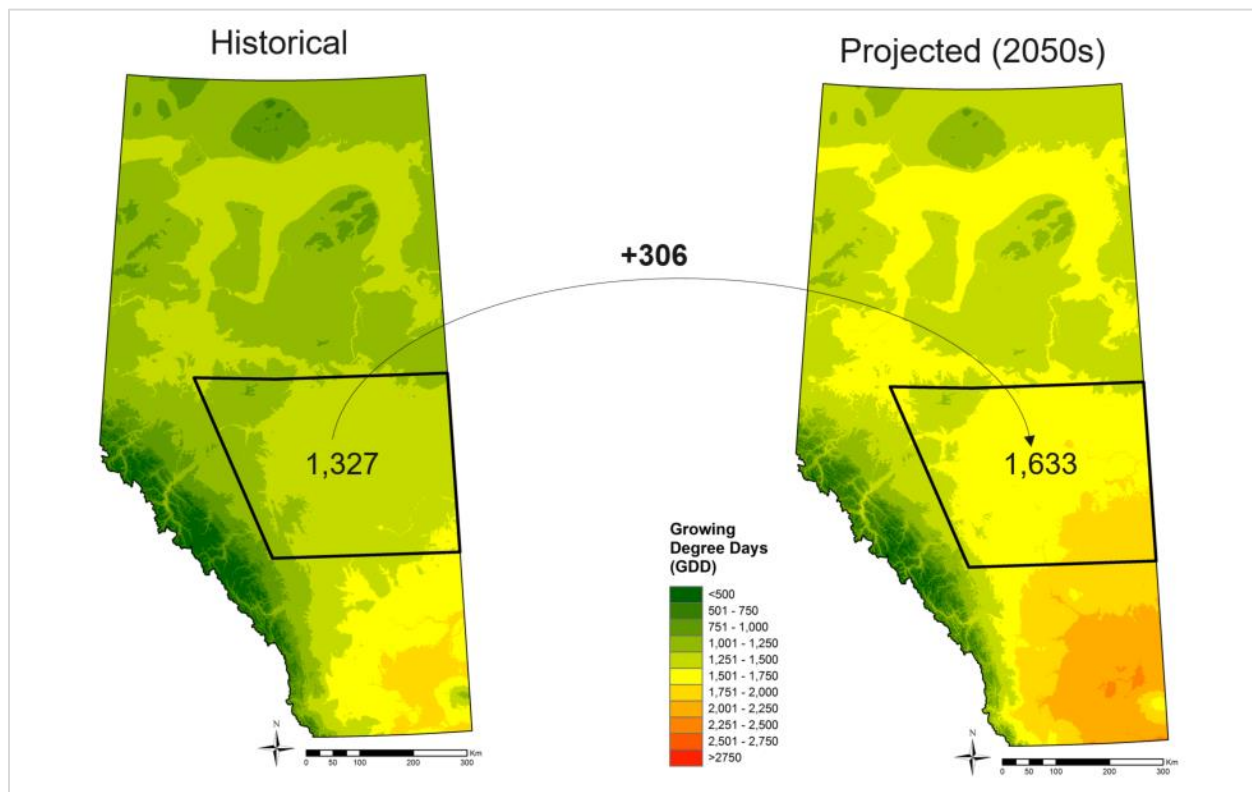 Historical
Projected (2050s)
+306
1,327
1,633
Growing
Degree Days
(GDD)
<500
501 - 750
751 - 1,000
1,001 - 1,250
1,251 - 1,500
1,501 - 1,750
1,751 - 2,000
2,001 - 2,250
2,251 - 2,500
2,501 - 2,750
>2750
N
Km
0 50 100 200 300
N
Km
0 50 100 200 300